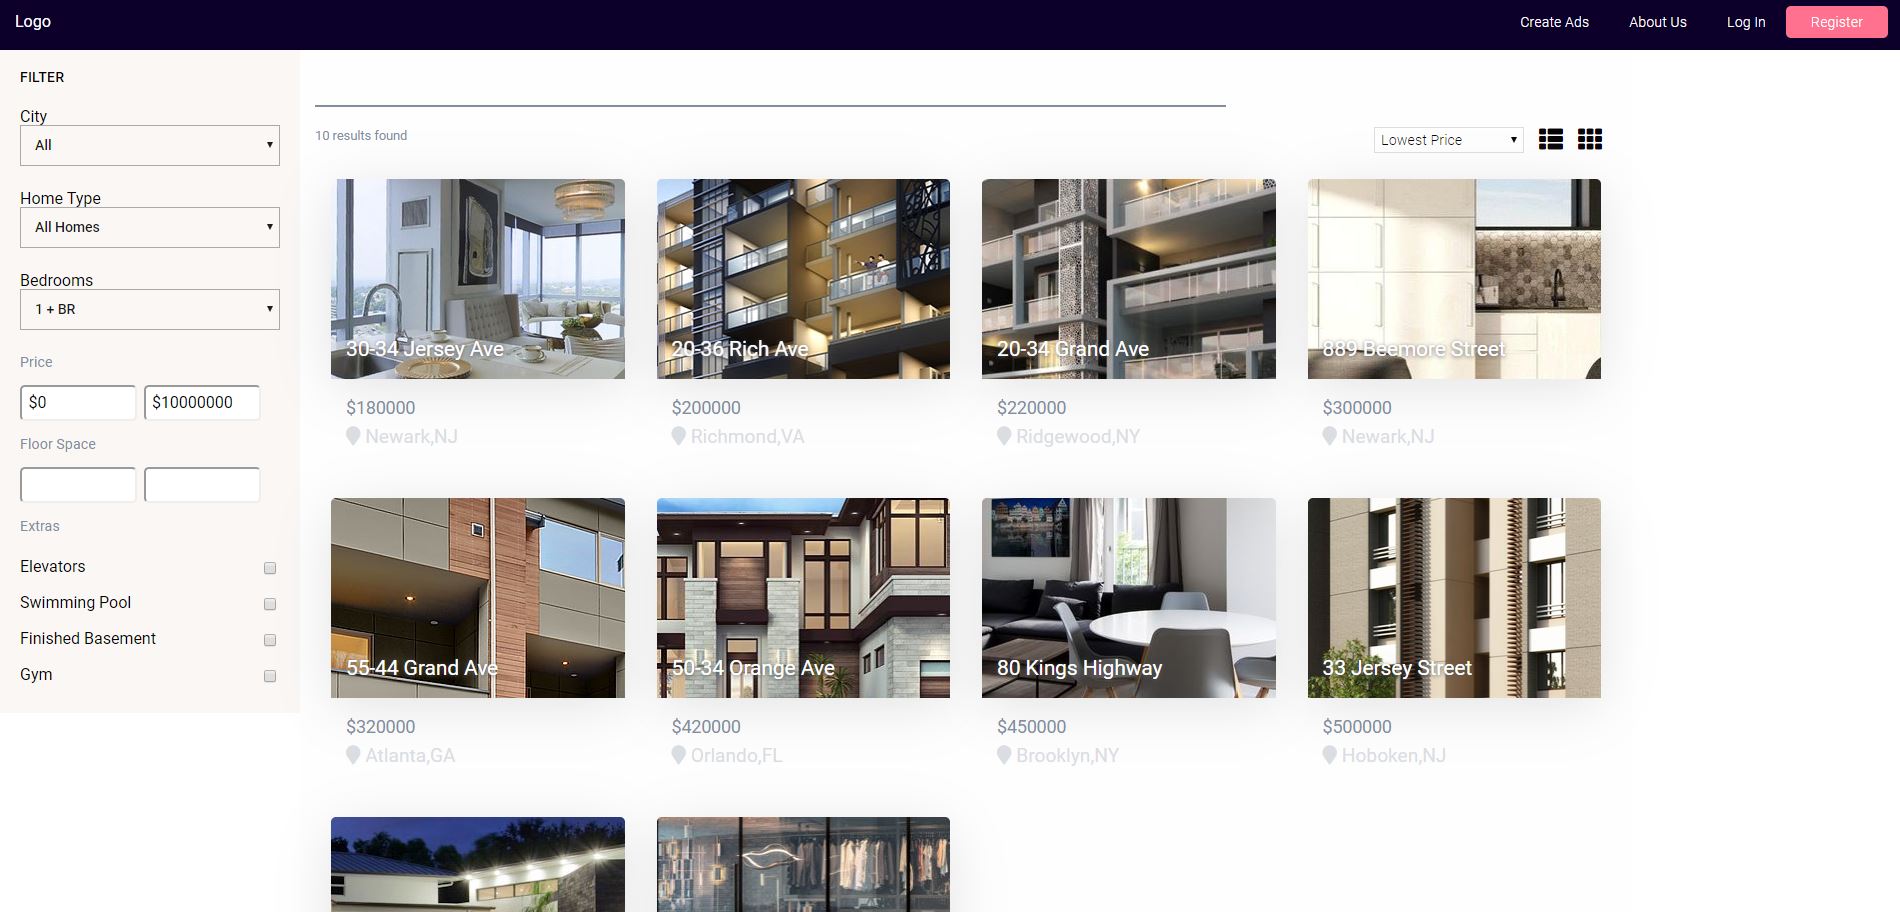 Logo
Create Ads
About Us
Log In
Register
FILTER
City
All
Home Type
All Homes
Bedrooms
1 + BR
Price
$0
$10000000
Floor Space
Extras
Elevators
Swimming Pool
Finished Basement
Gym
10 results found
Lowest Price
30-34 Jersey Ave
$180000
Newark,NJ
20-36 Rich Ave
$200000
Richmond,VA
20-34 Grand Ave
$220000
Ridgewood,NY
889 Beemore Street
$300000
Newark,NJ
55-44 Grand Ave
$320000
Atlanta,GA
50-34 Orange Ave
$420000
Orlando,FL
80 Kings Highway
$450000
Brooklyn,NY
33 Jersey Street
$500000
Hoboken,NJ